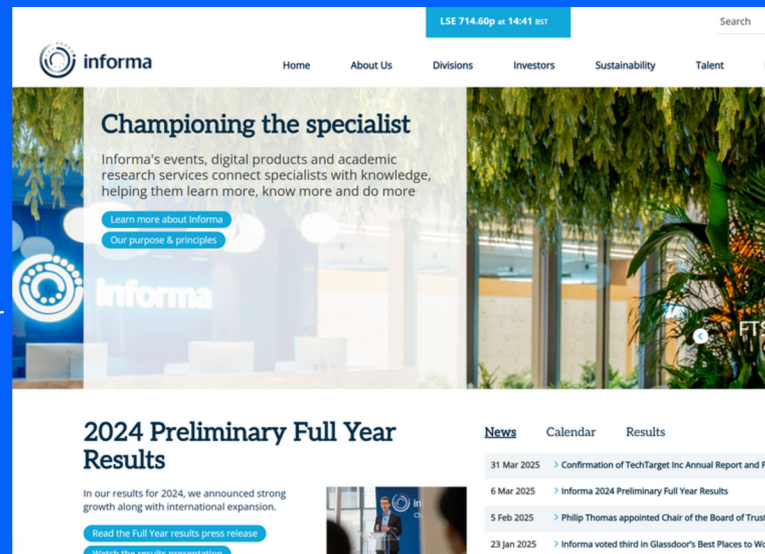 LSE 714.60p at 14:41 BST
Search
informa
Home
About Us
Divisions
Investors
Sustainability
Talent
Championing the specialist
Informa's events, digital products and academic
research services connect specialists with knowledge,
helping them learn more, know more and do more
Learn more about Informa
Our purpose & principles
informa
FTS
2024 Preliminary Full Year
Results
In our results for 2024, we announced strong
growth along with international expansion.
Read the Full Year results press release
Watch the results presentation
in
News
Calendar
Results
31 Mar 2025 Confirmation of TechTarget Inc Annual Report and F
6 Mar 2025 Informa 2024 Preliminary Full Year Results
5 Feb 2025 Philip Thomas appointed Chair of the Board of Trust
23 Jan 2025 Informa voted third in Glassdoor's Best Places to Wo